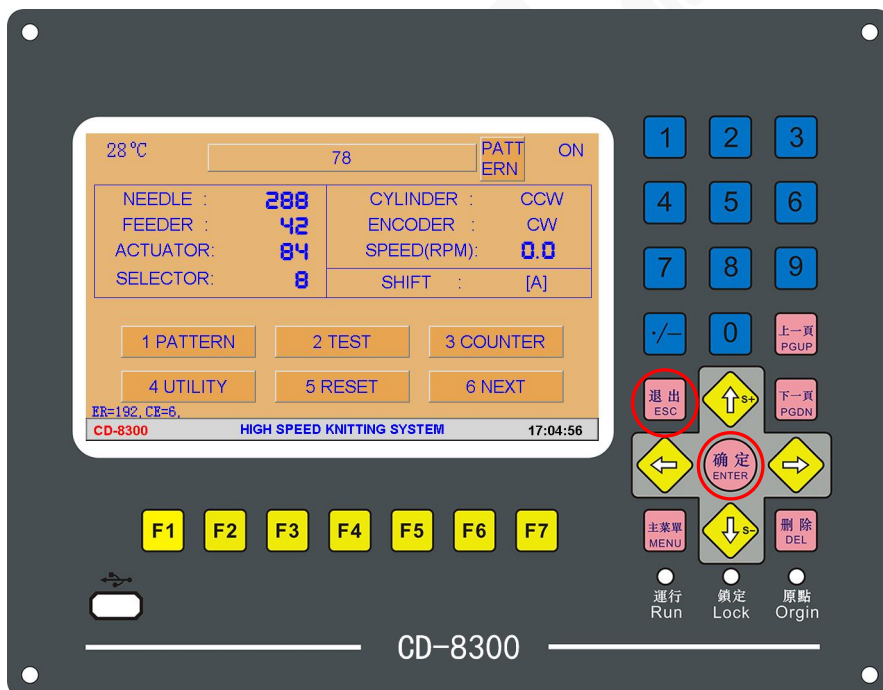 28℃ 78 PATT ERN ON
NEEDLE : 288 CYLINDER : CCW
FEEDER : 42 ENCODER : CW
ACTUATOR: 84 SPEED(RPM): 0.0
SELECTOR: 8 SHIFT : [A]
1 PATTERN 2 TEST 3 COUNTER
4 UTILITY 5 RESET 6 NEXT
ER=192, CE=6,
CD-8300 HIGH SPEED KNITTING SYSTEM 17:04:56
F1 F2 F3 F4 F5 F6 F7
1 2 3
4 5 6
7 8 9
·/− 0 上一頁 PGUP
退出 ESC S+ 下一頁 PGDN
确定 ENTER
主菜單 MENU S− 删除 DEL
運行 鎖定 原點
Run Lock Orgin
CD-8300